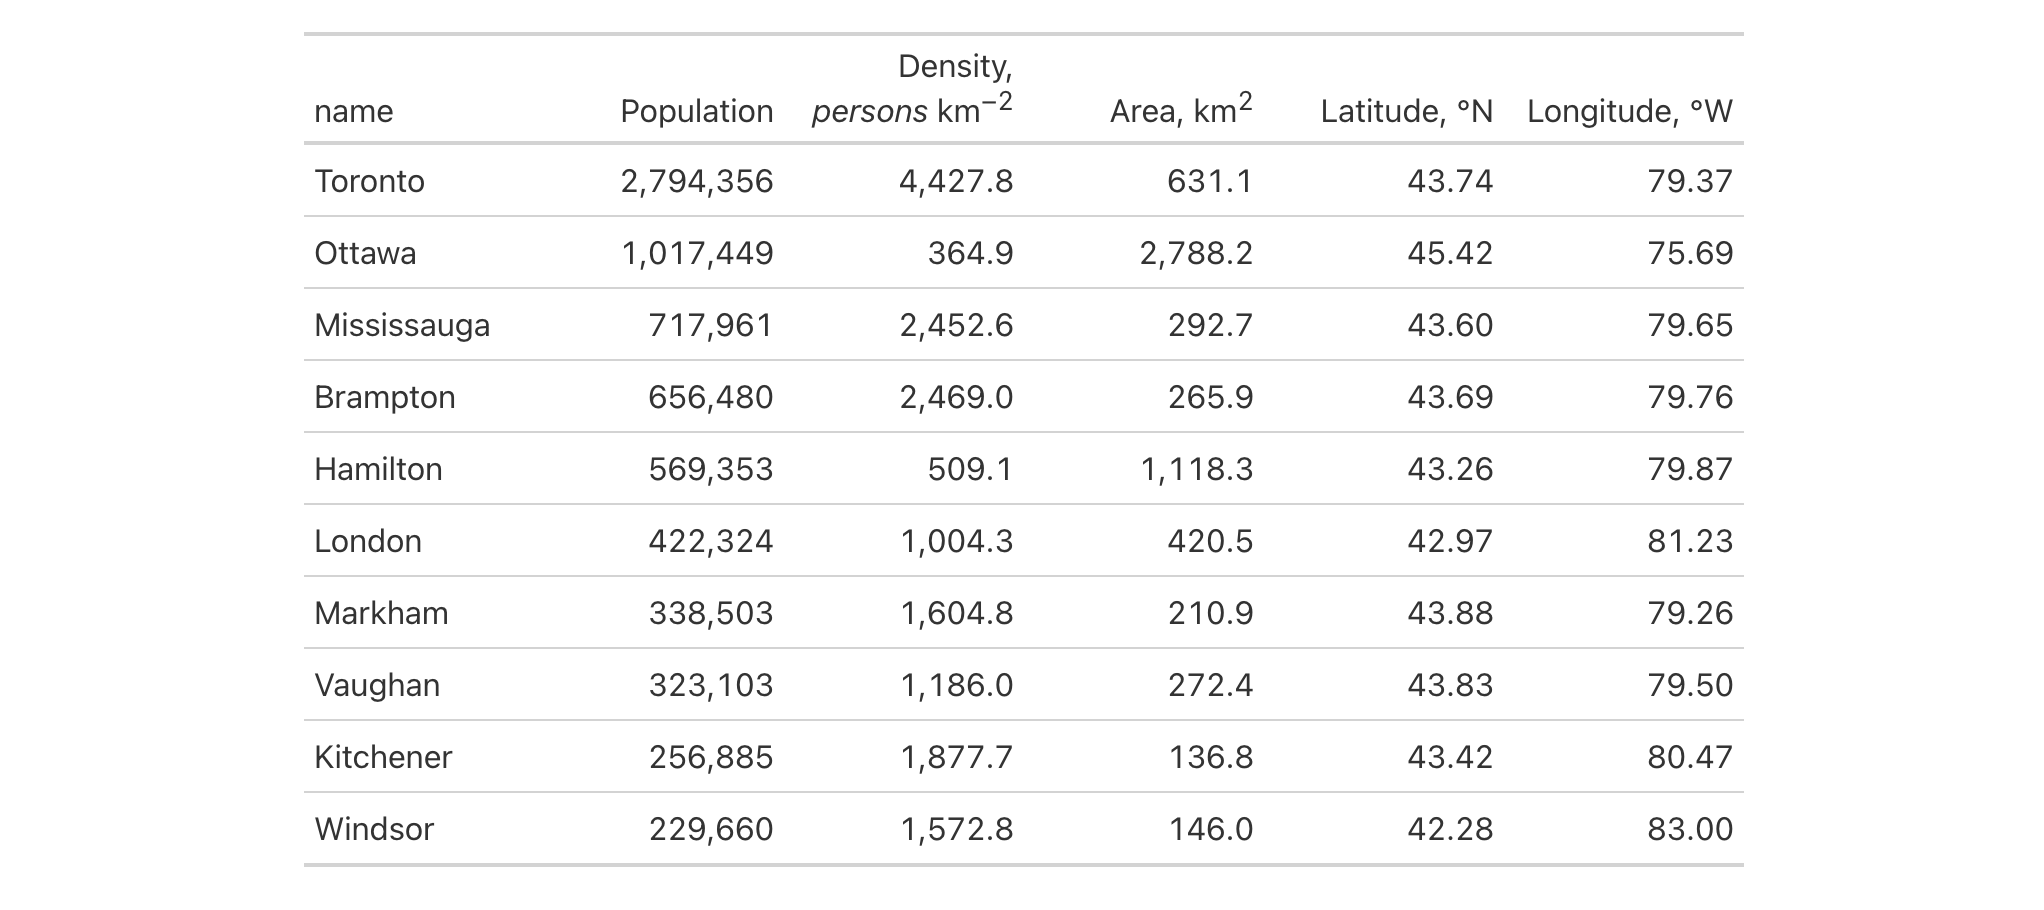 name Population Density, persons km⁻² Area, km² Latitude, °N Longitude, °W
Toronto 2,794,356 4,427.8 631.1 43.74 79.37
Ottawa 1,017,449 364.9 2,788.2 45.42 75.69
Mississauga 717,961 2,452.6 292.7 43.60 79.65
Brampton 656,480 2,469.0 265.9 43.69 79.76
Hamilton 569,353 509.1 1,118.3 43.26 79.87
London 422,324 1,004.3 420.5 42.97 81.23
Markham 338,503 1,604.8 210.9 43.88 79.26
Vaughan 323,103 1,186.0 272.4 43.83 79.50
Kitchener 256,885 1,877.7 136.8 43.42 80.47
Windsor 229,660 1,572.8 146.0 42.28 83.00